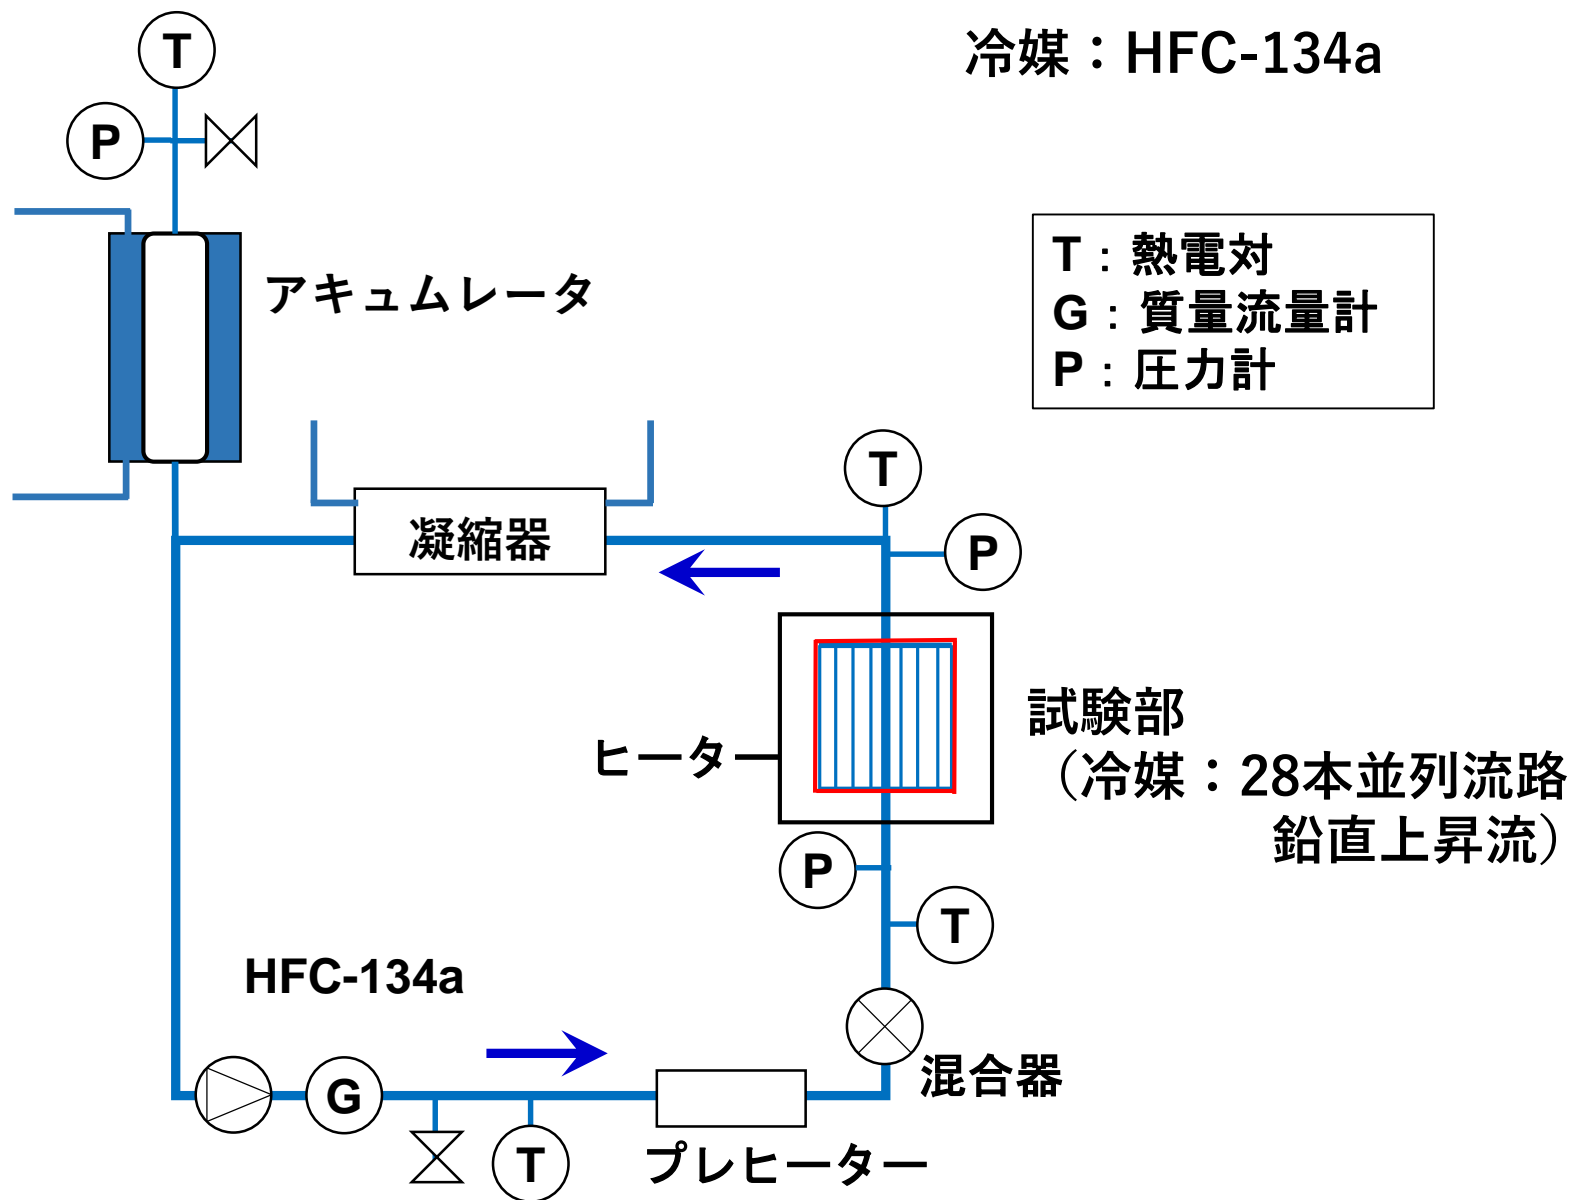 T
冷媒：HFC-134a
P
T：熱電対
G：質量流量計
P：圧力計
アキュムレータ
T
凝縮器
P
試験部
ヒーター
（冷媒：28本並列流路
鉛直上昇流）
P
T
HFC-134a
混合器
G
T
プレヒーター